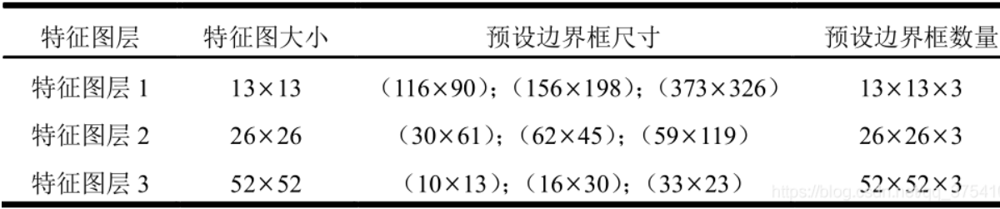 特征图层 特征图大小 预设边界框尺寸 预设边界框数量
特征图层 1 13×13 （116×90）；（156×198）；（373×326） 13×13×3
特征图层 2 26×26 （30×61）；（62×45）；（59×119） 26×26×3
特征图层 3 52×52 （10×13）；（16×30）；（33×23） 52×52×3